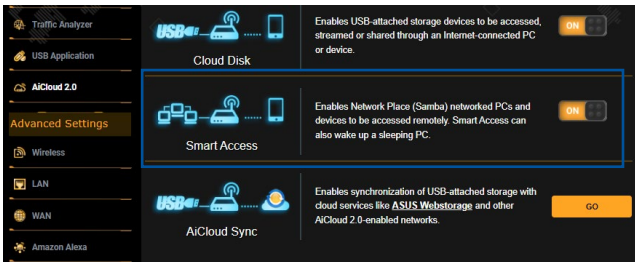 Traffic Analyzer
USB Application
AiCloud 2.0
Advanced Settings
Wireless
LAN
WAN
Amazon Alexa
USB
Cloud Disk
Enables USB-attached storage devices to be accessed,
streamed or shared through an Internet-connected PC
or device.
ON
Smart Access
Enables Network Place (Samba) networked PCs and
devices to be accessed remotely. Smart Access can
also wake up a sleeping PC.
ON
USB
AiCloud Sync
Enables synchronization of USB-attached storage with
cloud services like ASUS Webstorage and other
AiCloud 2.0-enabled networks.
GO